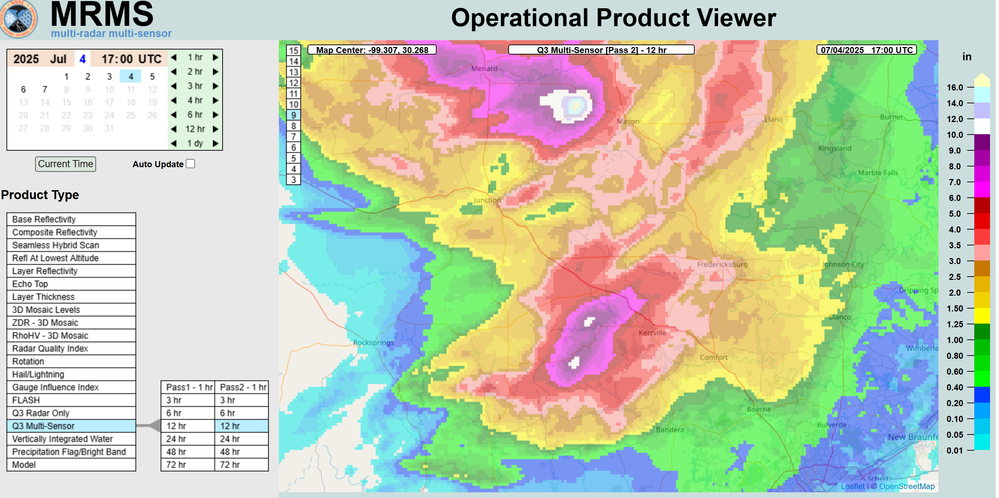 MRMS
multi-radar multi-sensor
Operational Product Viewer
NSSL
2025 Jul 4 17:00 UTC
1 2 3 4 5
6 7 8 9 10 11 12
13 14 15 16 17 18 19
20 21 22 23 24 25 26
27 28 29 30 31
1 hr
2 hr
3 hr
4 hr
6 hr
12 hr
1 dy
Current Time
Auto Update
Product Type
Base Reflectivity
Composite Reflectivity
Seamless Hybrid Scan
Refl At Lowest Altitude
Layer Reflectivity
Echo Top
Layer Thickness
3D Mosaic Levels
ZDR - 3D Mosaic
RhoHV - 3D Mosaic
Radar Quality Index
Rotation
Hail/Lightning
Gauge Influence Index
FLASH
Q3 Radar Only
Q3 Multi-Sensor
Vertically Integrated Water
Precipitation Flag/Bright Band
Model
Pass1 - 1 hr Pass2 - 1 hr
3 hr 3 hr
6 hr 6 hr
12 hr 12 hr
24 hr 24 hr
48 hr 48 hr
72 hr 72 hr
15
14
13
12
11
10
9
8
7
6
5
4
3
Map Center: -99.307, 30.268
Q3 Multi-Sensor [Pass 2] - 12 hr
07/04/2025 17:00 UTC
Menard
Mason
Llano
Burnet
Kingsland
Marble Falls
Junction
Fredericksburg
Johnson City
Dripping Sp
Blanco
Kerrville
Rocksprings
Wimberle
Comfort
Boerne
Bandera
Bulverde
New Braunfe
Schertz
Leaflet | © OpenStreetMap
in
16.0
14.0
12.0
10.0
9.0
8.0
7.0
6.0
5.0
4.0
3.5
3.0
2.5
2.0
1.50
1.25
1.00
0.80
0.60
0.40
0.20
0.10
0.05
0.01